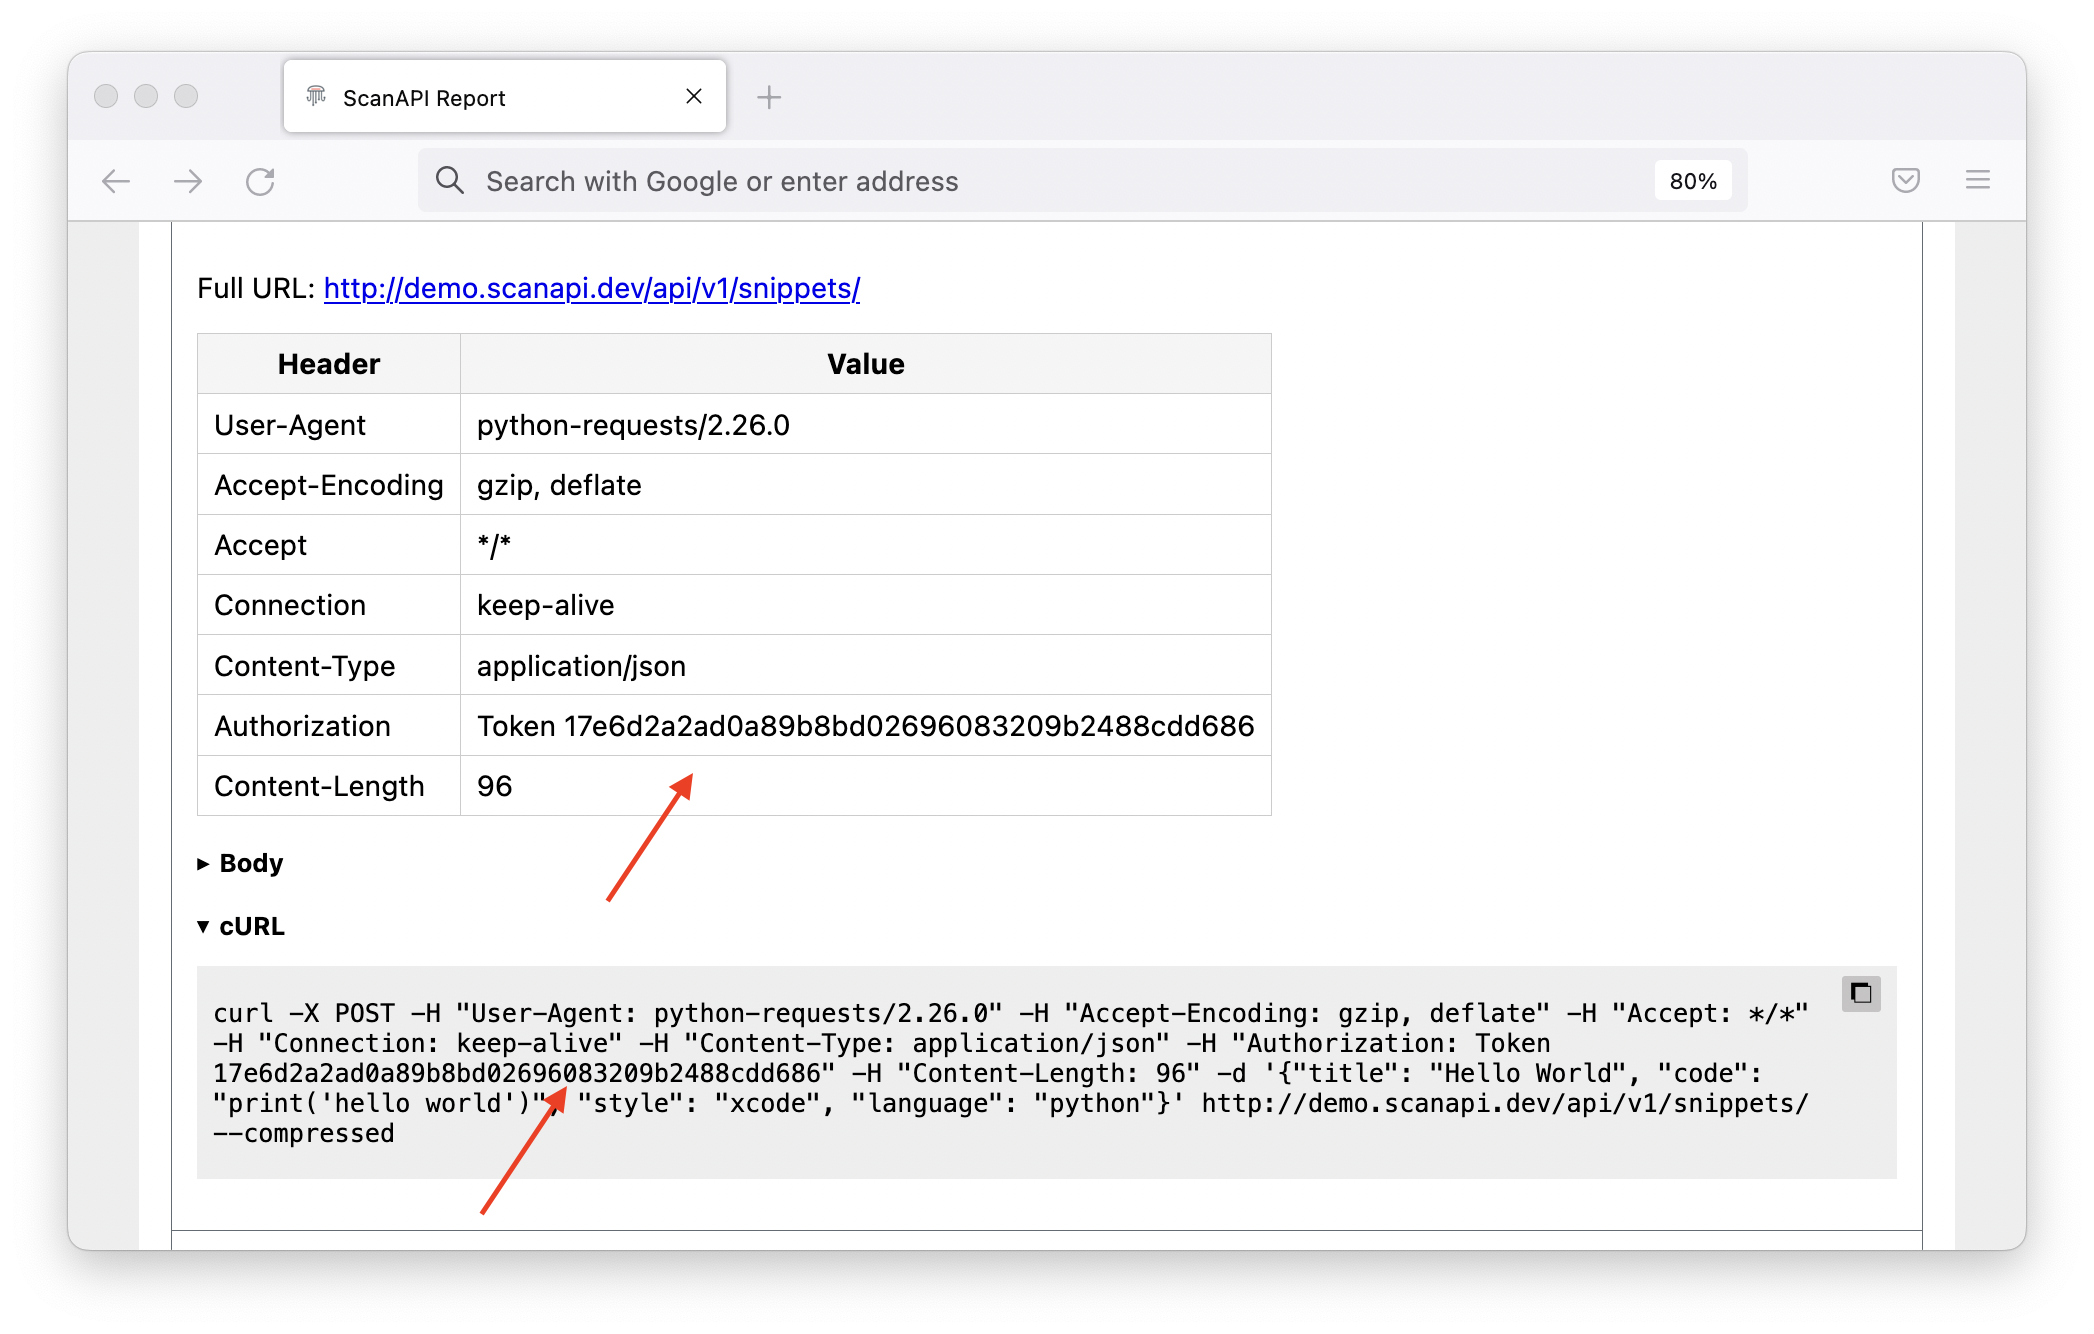 ScanAPI Report
Search with Google or enter address
80%
Full URL: http://demo.scanapi.dev/api/v1/snippets/
Header Value
User-Agent python-requests/2.26.0
Accept-Encoding gzip, deflate
Accept */*
Connection keep-alive
Content-Type application/json
Authorization Token 17e6d2a2ad0a89b8bd02696083209b2488cdd686
Content-Length 96
Body
cURL
curl -X POST -H "User-Agent: python-requests/2.26.0" -H "Accept-Encoding: gzip, deflate" -H "Accept: */*"
-H "Connection: keep-alive" -H "Content-Type: application/json" -H "Authorization: Token
17e6d2a2ad0a89b8bd02696083209b2488cdd686" -H "Content-Length: 96" -d '{"title": "Hello World", "code":
"print('hello world')", "style": "xcode", "language": "python"}' http://demo.scanapi.dev/api/v1/snippets/
--compressed